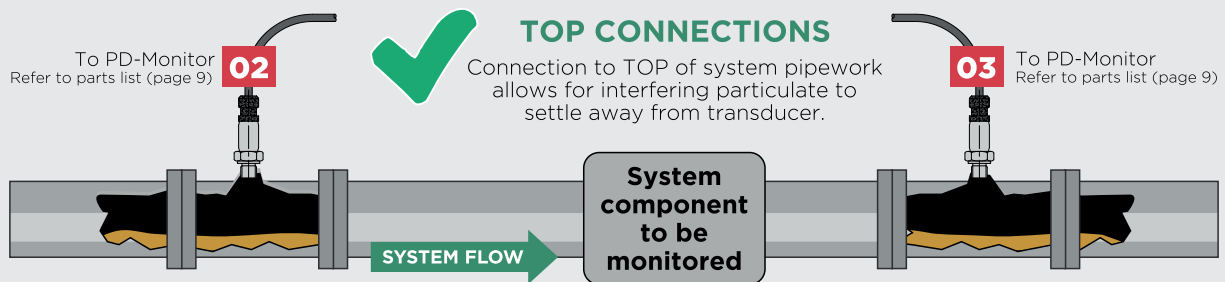 TOP CONNECTIONS
Connection to TOP of system pipework
allows for interfering particulate to
settle away from transducer.
To PD-Monitor
Refer to parts list (page 9)
02
03
To PD-Monitor
Refer to parts list (page 9)
System
component
to be
monitored
SYSTEM FLOW